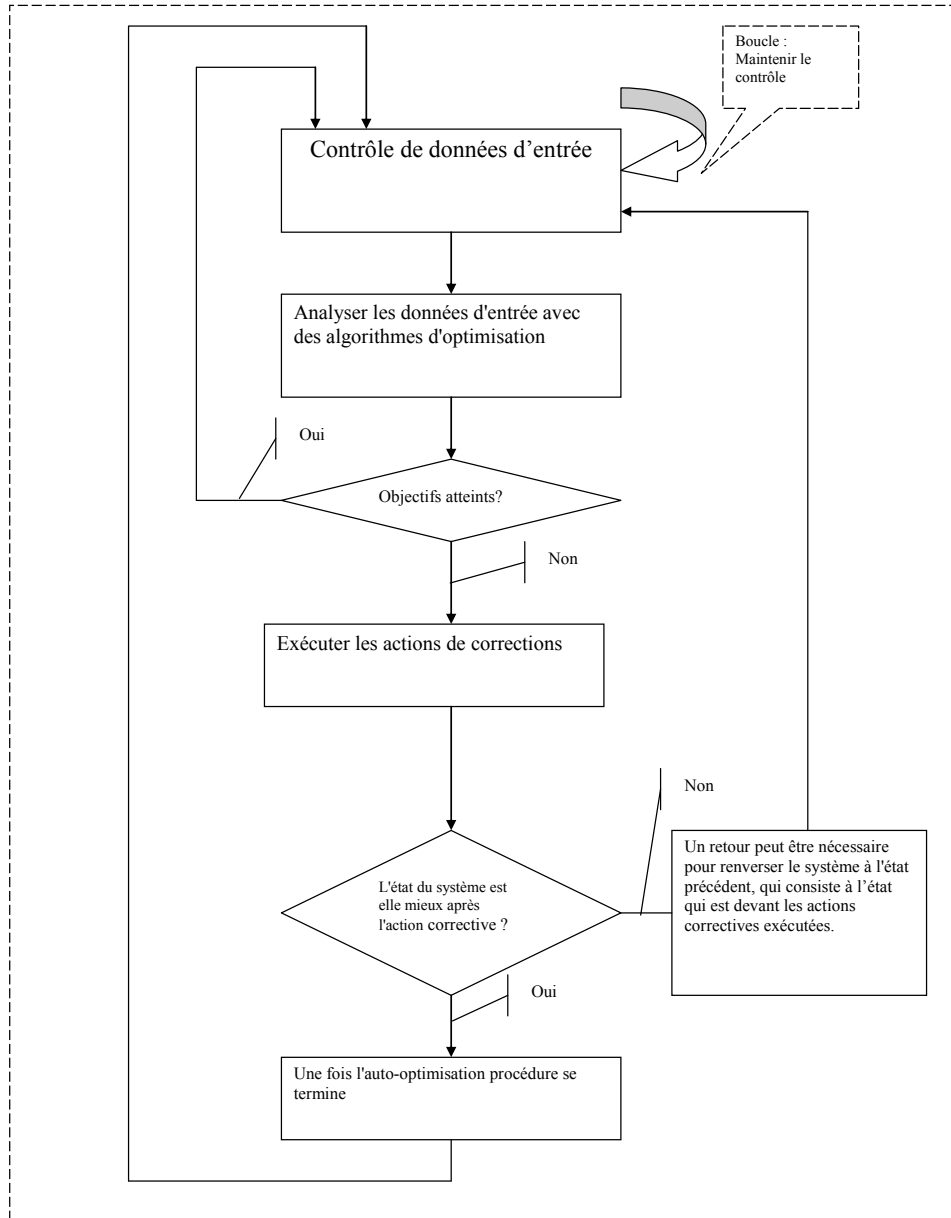 Boucle :
Maintenir le
contrôle
Contrôle de données d’entrée
Analyser les données d'entrée avec
des algorithmes d'optimisation
Oui
Objectifs atteints?
Non
Exécuter les actions de corrections
Non
Un retour peut être nécessaire
pour renverser le système à l'état
précédent, qui consiste à l’état
qui est devant les actions
correctives exécutées.
L'état du système est
elle mieux après
l'action corrective ?
Oui
Une fois l'auto-optimisation procédure se
termine